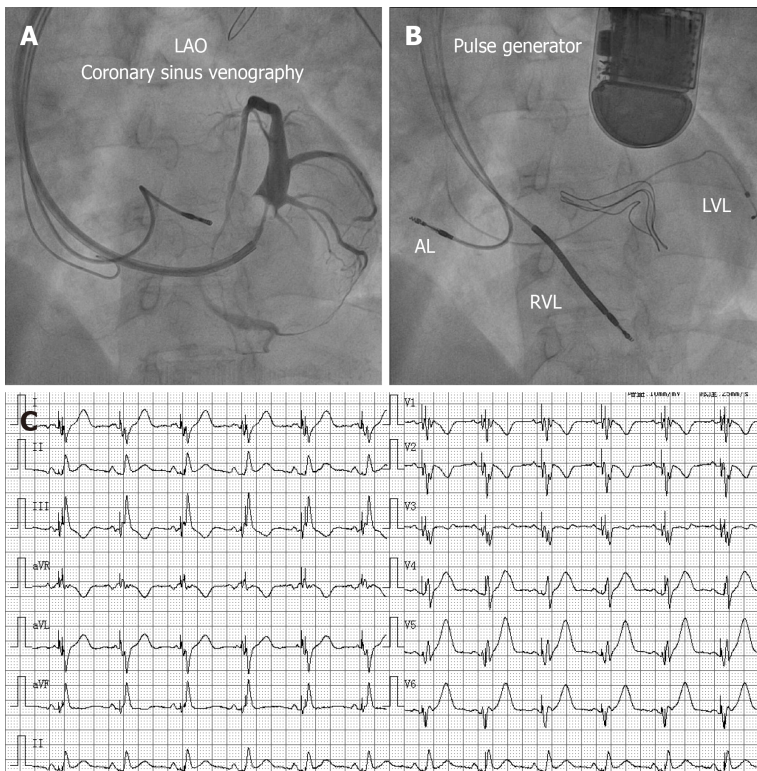 A
LAO
Coronary sinus venography
B
Pulse generator
LVL
AL
RVL
C
I
II
III
aVR
aVL
aVF
II
V1
V2
V3
V4
V5
V6